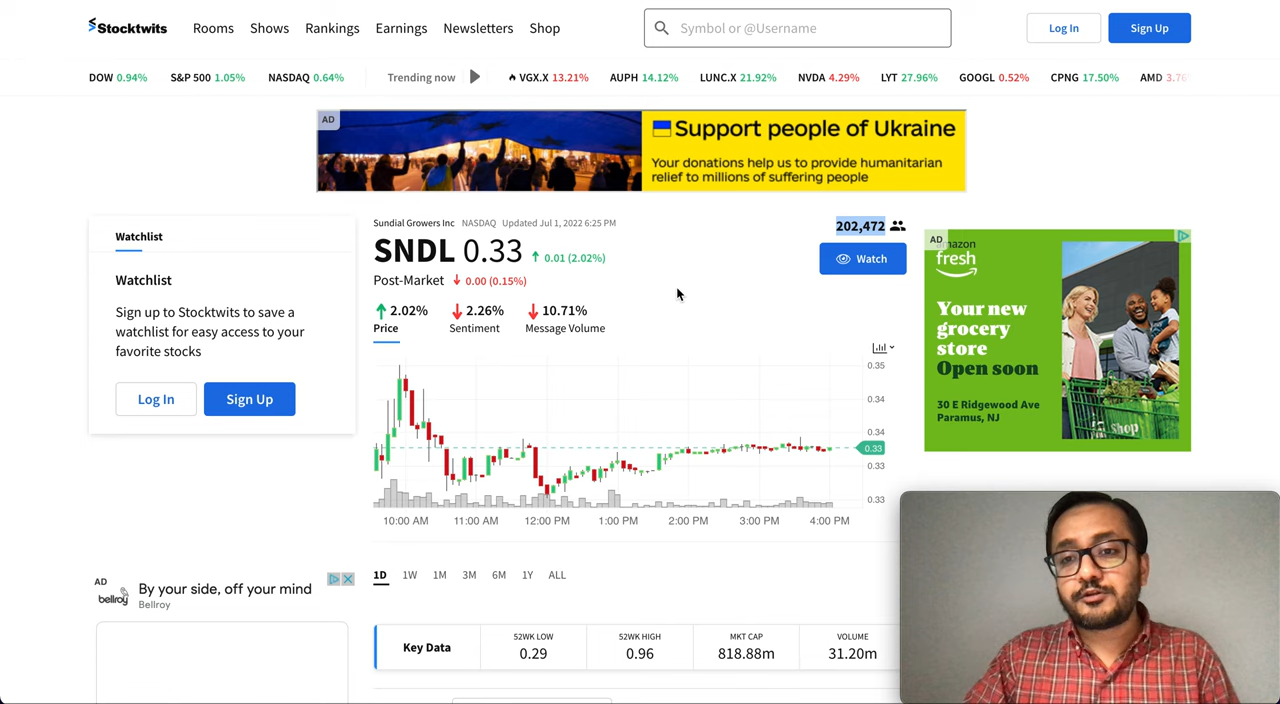 Stocktwits
Rooms Shows Rankings Earnings Newsletters Shop
Symbol or @Username
Log In Sign Up
DOW 0.94% S&P 500 1.05% NASDAQ 0.64% Trending now VGX.X 13.21% AUPH 14.12% LUNC.X 21.92% NVDA 4.29% LYT 27.96% GOOGL 0.52% CPNG 17.50% AMD 3.76
AD
Support people of Ukraine
Your donations help us to provide humanitarian
relief to millions of suffering people
Watchlist
Watchlist
Sign up to Stocktwits to save a
watchlist for easy access to your
favorite stocks
Log In Sign Up
Sundial Growers Inc NASDAQ Updated Jul 1, 2022 6:25 PM
202,472
SNDL 0.33 0.01 (2.02%)
Watch
Post-Market 0.00 (0.15%)
2.02% 2.26% 10.71%
Price Sentiment Message Volume
0.35
0.34
0.34
0.33
0.33
0.33
10:00 AM 11:00 AM 12:00 PM 1:00 PM 2:00 PM 3:00 PM 4:00 PM
1D 1W 1M 3M 6M 1Y ALL
Key Data
52WK LOW 52WK HIGH MKT CAP VOLUME
0.29 0.96 818.88m 31.20m
AD
amazon
fresh
Your new
grocery
store
Open soon
30 E Ridgewood Ave
Paramus, NJ
shop
AD
bellroy
By your side, off your mind
Bellroy